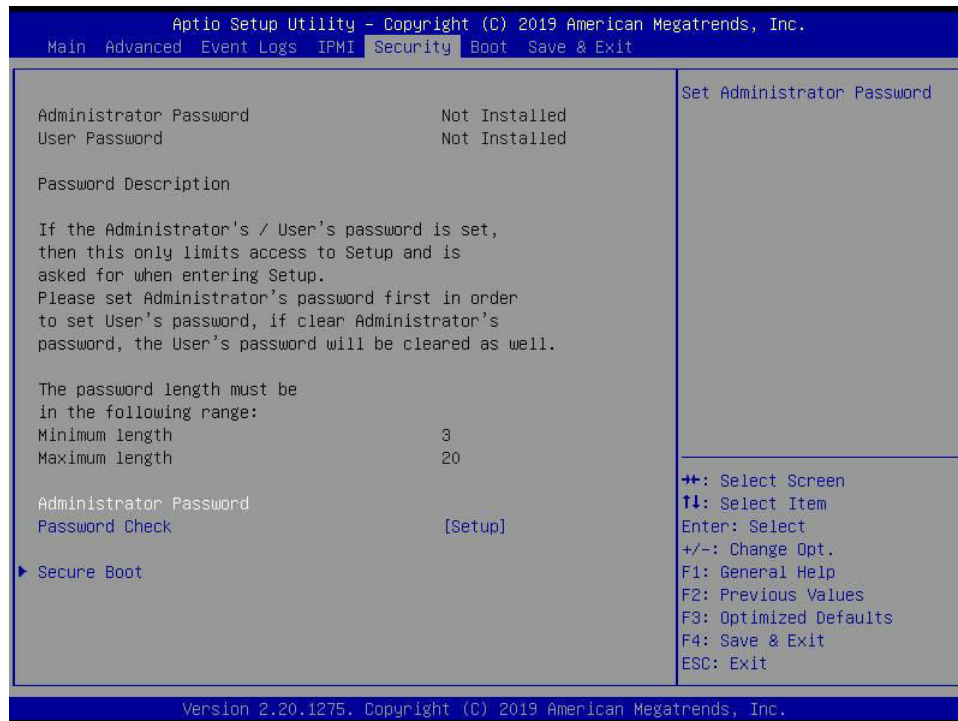 Aptio Setup Utility – Copyright (C) 2019 American Megatrends, Inc.
Main Advanced Event Logs IPMI Security Boot Save & Exit
Administrator Password Not Installed
User Password Not Installed
Password Description
If the Administrator's / User's password is set,
then this only limits access to Setup and is
asked for when entering Setup.
Please set Administrator's password first in order
to set User's password, if clear Administrator's
password, the User's password will be cleared as well.
The password length must be
in the following range:
Minimum length 3
Maximum length 20
Administrator Password
Password Check [Setup]
▶ Secure Boot
Set Administrator Password
→←: Select Screen
↑↓: Select Item
Enter: Select
+/-: Change Opt.
F1: General Help
F2: Previous Values
F3: Optimized Defaults
F4: Save & Exit
ESC: Exit
Version 2.20.1275. Copyright (C) 2019 American Megatrends, Inc.